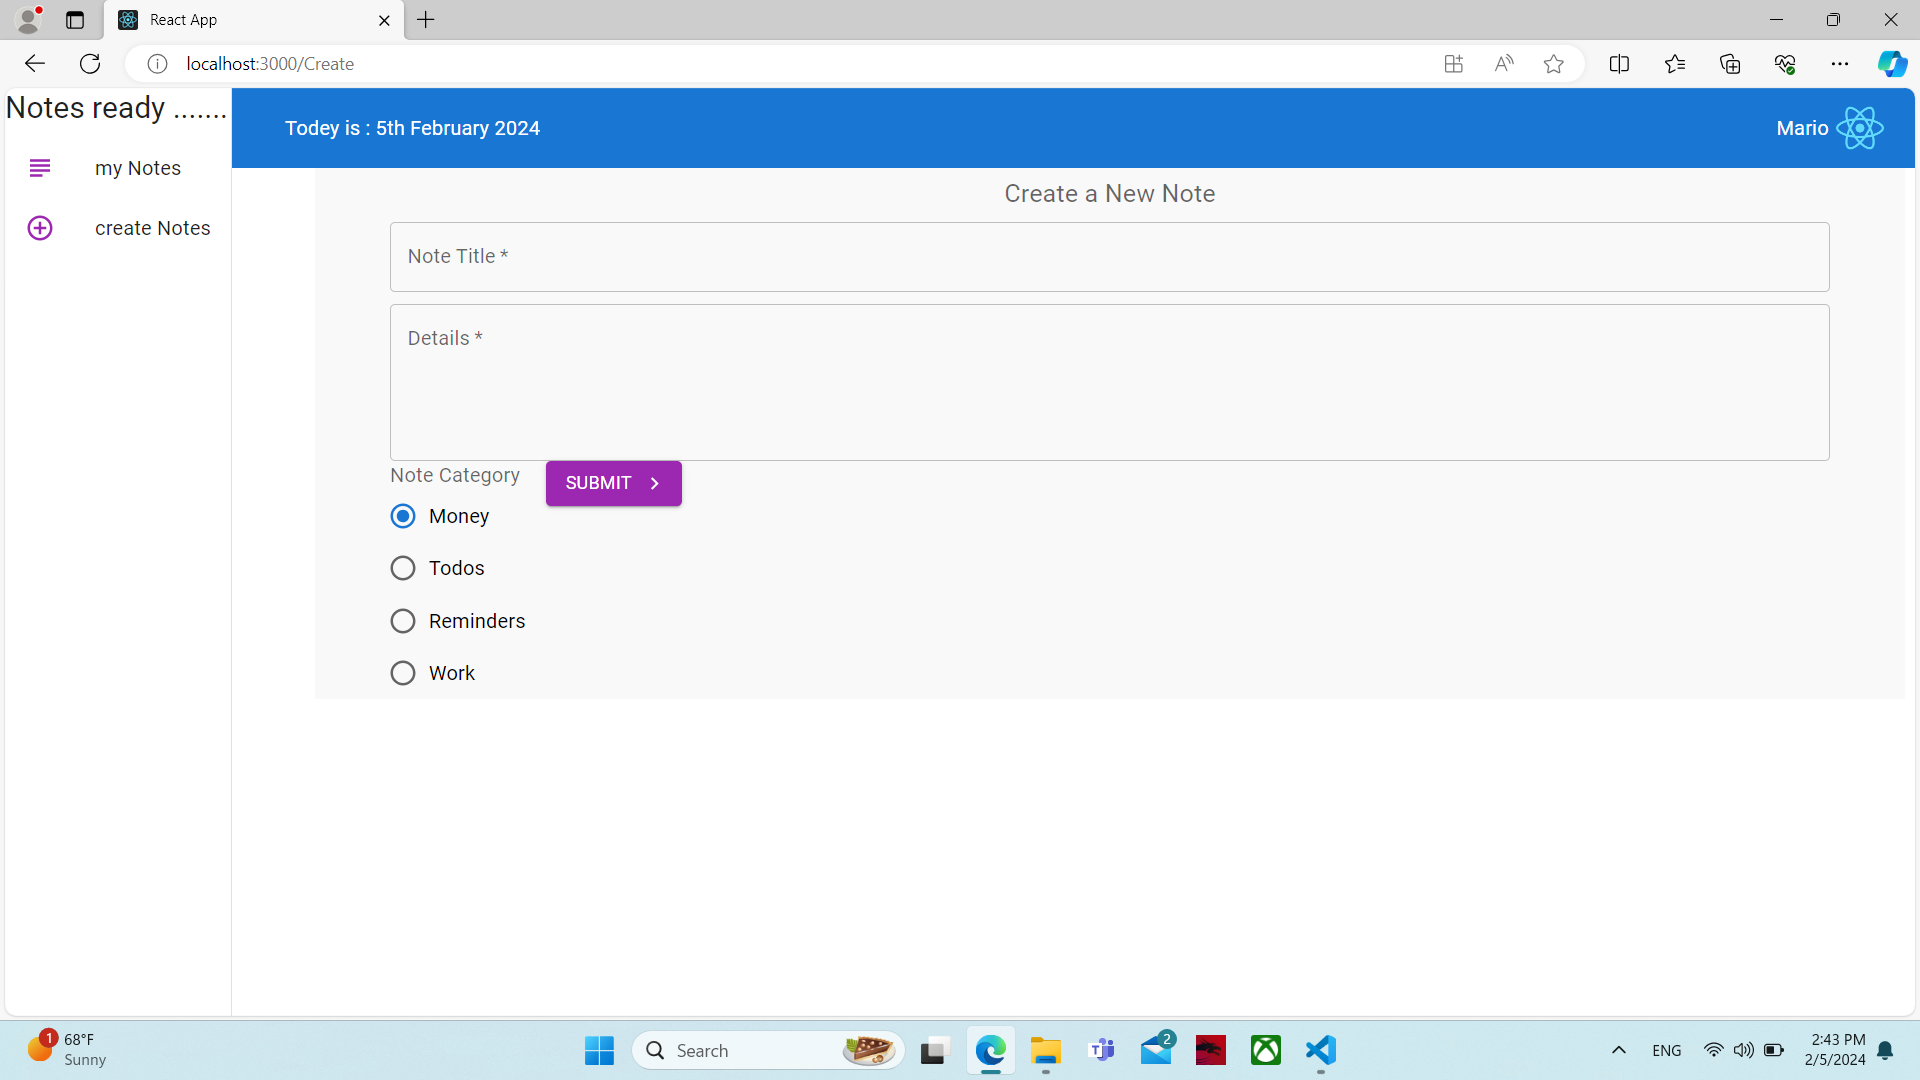 React App
localhost:3000/Create
Notes ready .......
my Notes
create Notes
Todey is : 5th February 2024
Mario
Create a New Note
Note Title *
Details *
Note Category
SUBMIT
Money
Todos
Reminders
Work
1
68°F
Sunny
Search
2
ENG
2:43 PM
2/5/2024